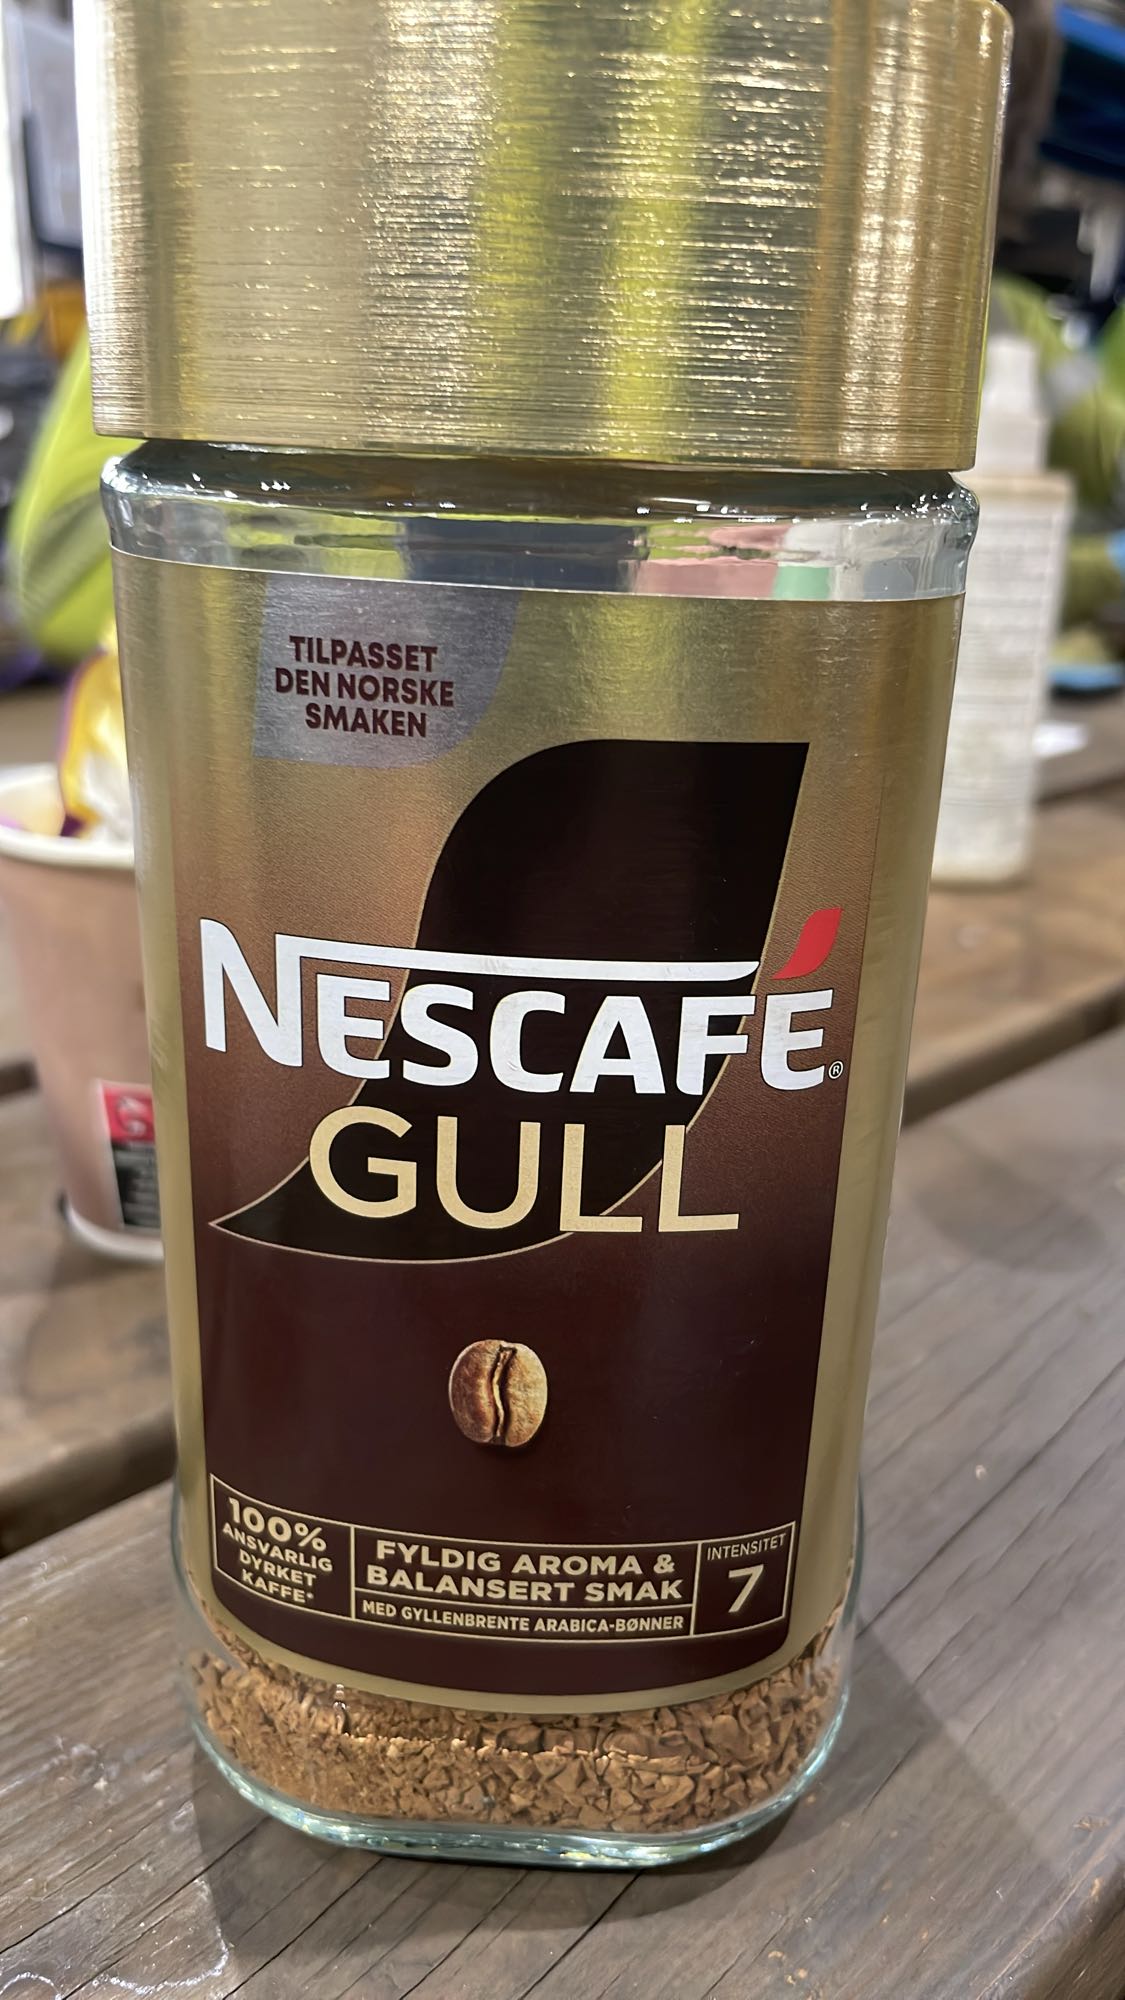 TILPASSET
DEN NORSKE
SMAKEN
NESCAFÉ®
GULL
100%
ANSVARLIG
DYRKET
KAFFE*
FYLDIG AROMA &
BALANSERT SMAK
MED GYLLENBRENTE ARABICA-BØNNER
INTENSITET
7